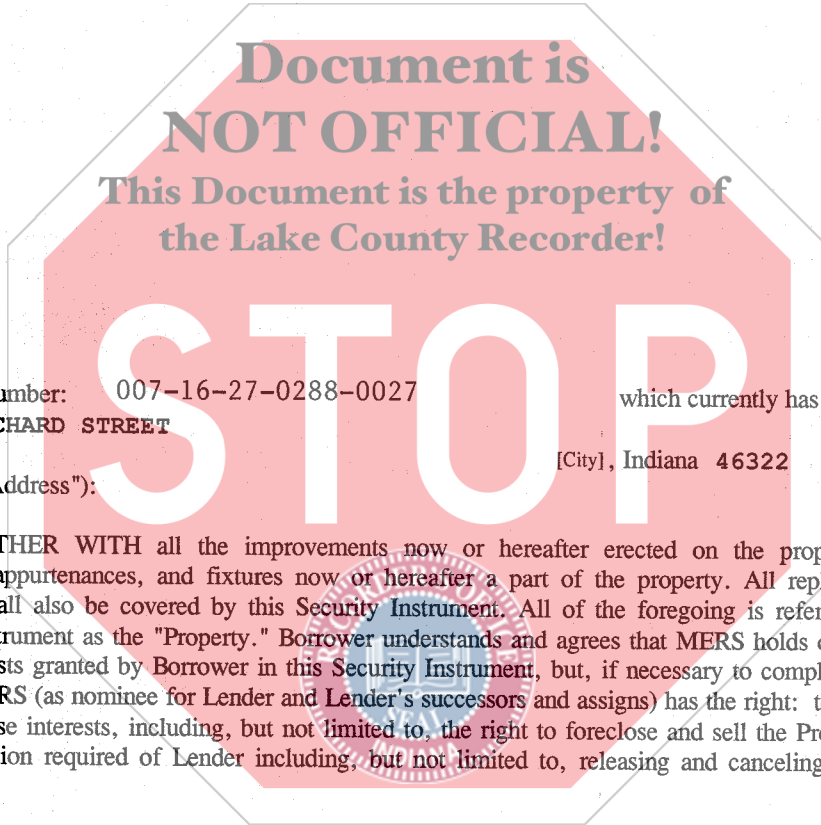 Document is
NOT OFFICIAL!
This Document is the property of
the Lake County Recorder!
STOP
umber: 007-16-27-0288-0027 which currently has
CHARD STREET
[City], Indiana 46322
Address"):
THER WITH all the improvements now or hereafter erected on the prop
appurtenances, and fixtures now or hereafter a part of the property. All repl
all also be covered by this Security Instrument. All of the foregoing is refer
trument as the "Property." Borrower understands and agrees that MERS holds
sts granted by Borrower in this Security Instrument, but, if necessary to compl
RS (as nominee for Lender and Lender's successors and assigns) has the right: t
se interests, including, but not limited to, the right to foreclose and sell the Pro
ion required of Lender including, but not limited to, releasing and canceling
SEAL
INDIANA